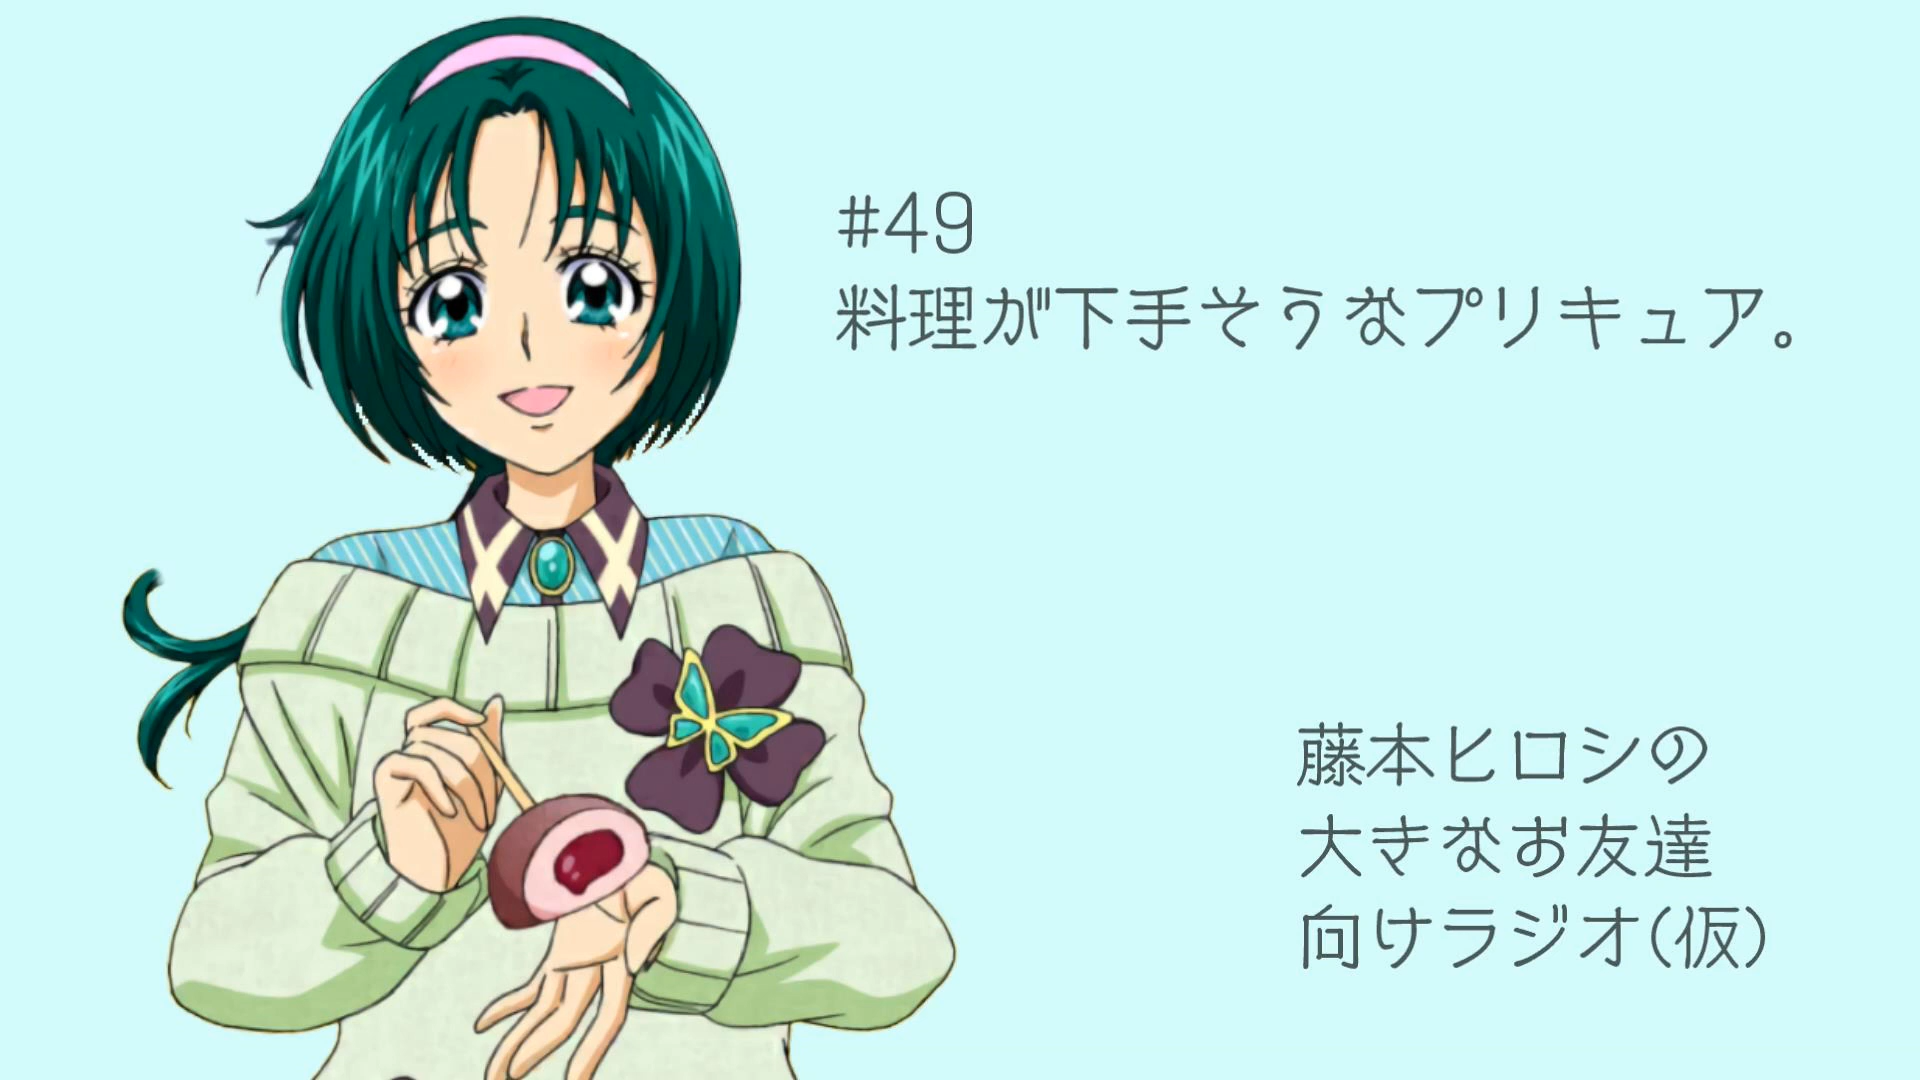 #49
料理が下手そうなプリキュア。
藤本ヒロシの
大きなお友達
向けラジオ(仮)